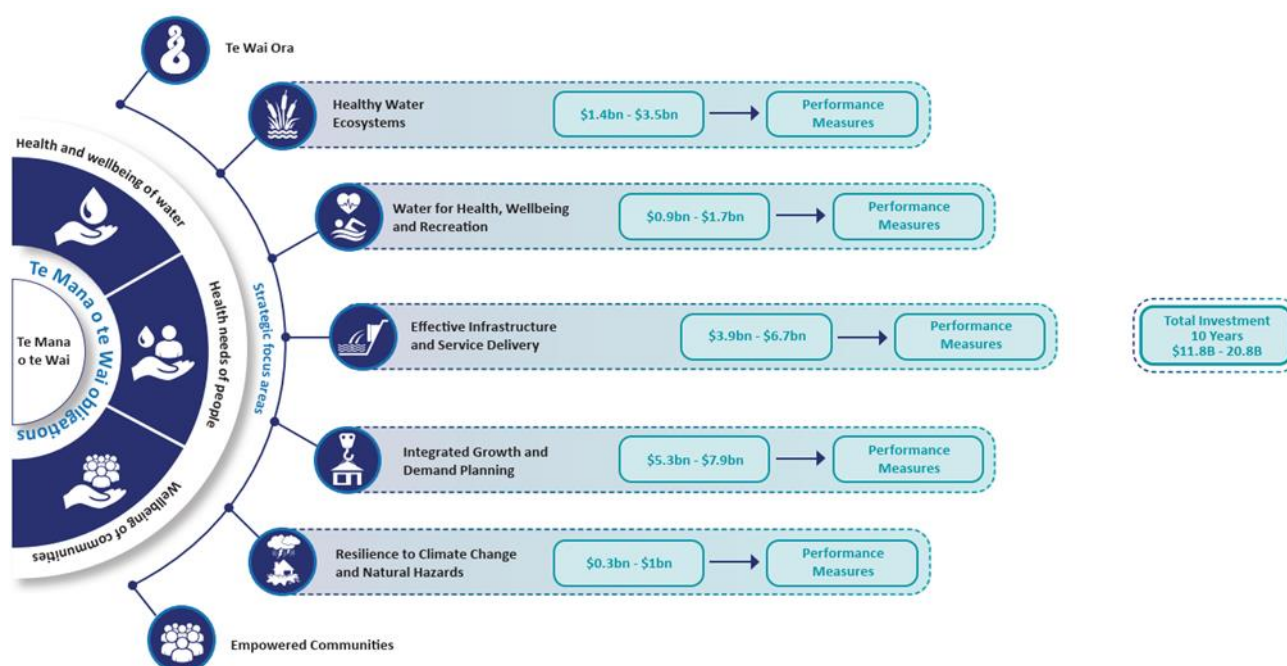 Te Wai Ora
Healthy Water
Ecosystems
$1.4bn - $3.5bn
Performance
Measures
Health and wellbeing of water
Water for Health, Wellbeing
and Recreation
$0.9bn - $1.7bn
Performance
Measures
Te Mana o te Wai obligations
Te Mana
o te Wai
Health needs of people
Strategic focus areas
Effective Infrastructure
and Service Delivery
$3.9bn - $6.7bn
Performance
Measures
Total Investment
10 Years
$11.8B - 20.8B
Integrated Growth and
Demand Planning
$5.3bn - $7.9bn
Performance
Measures
Wellbeing of communities
Resilience to Climate Change
and Natural Hazards
$0.3bn - $1bn
Performance
Measures
Empowered Communities